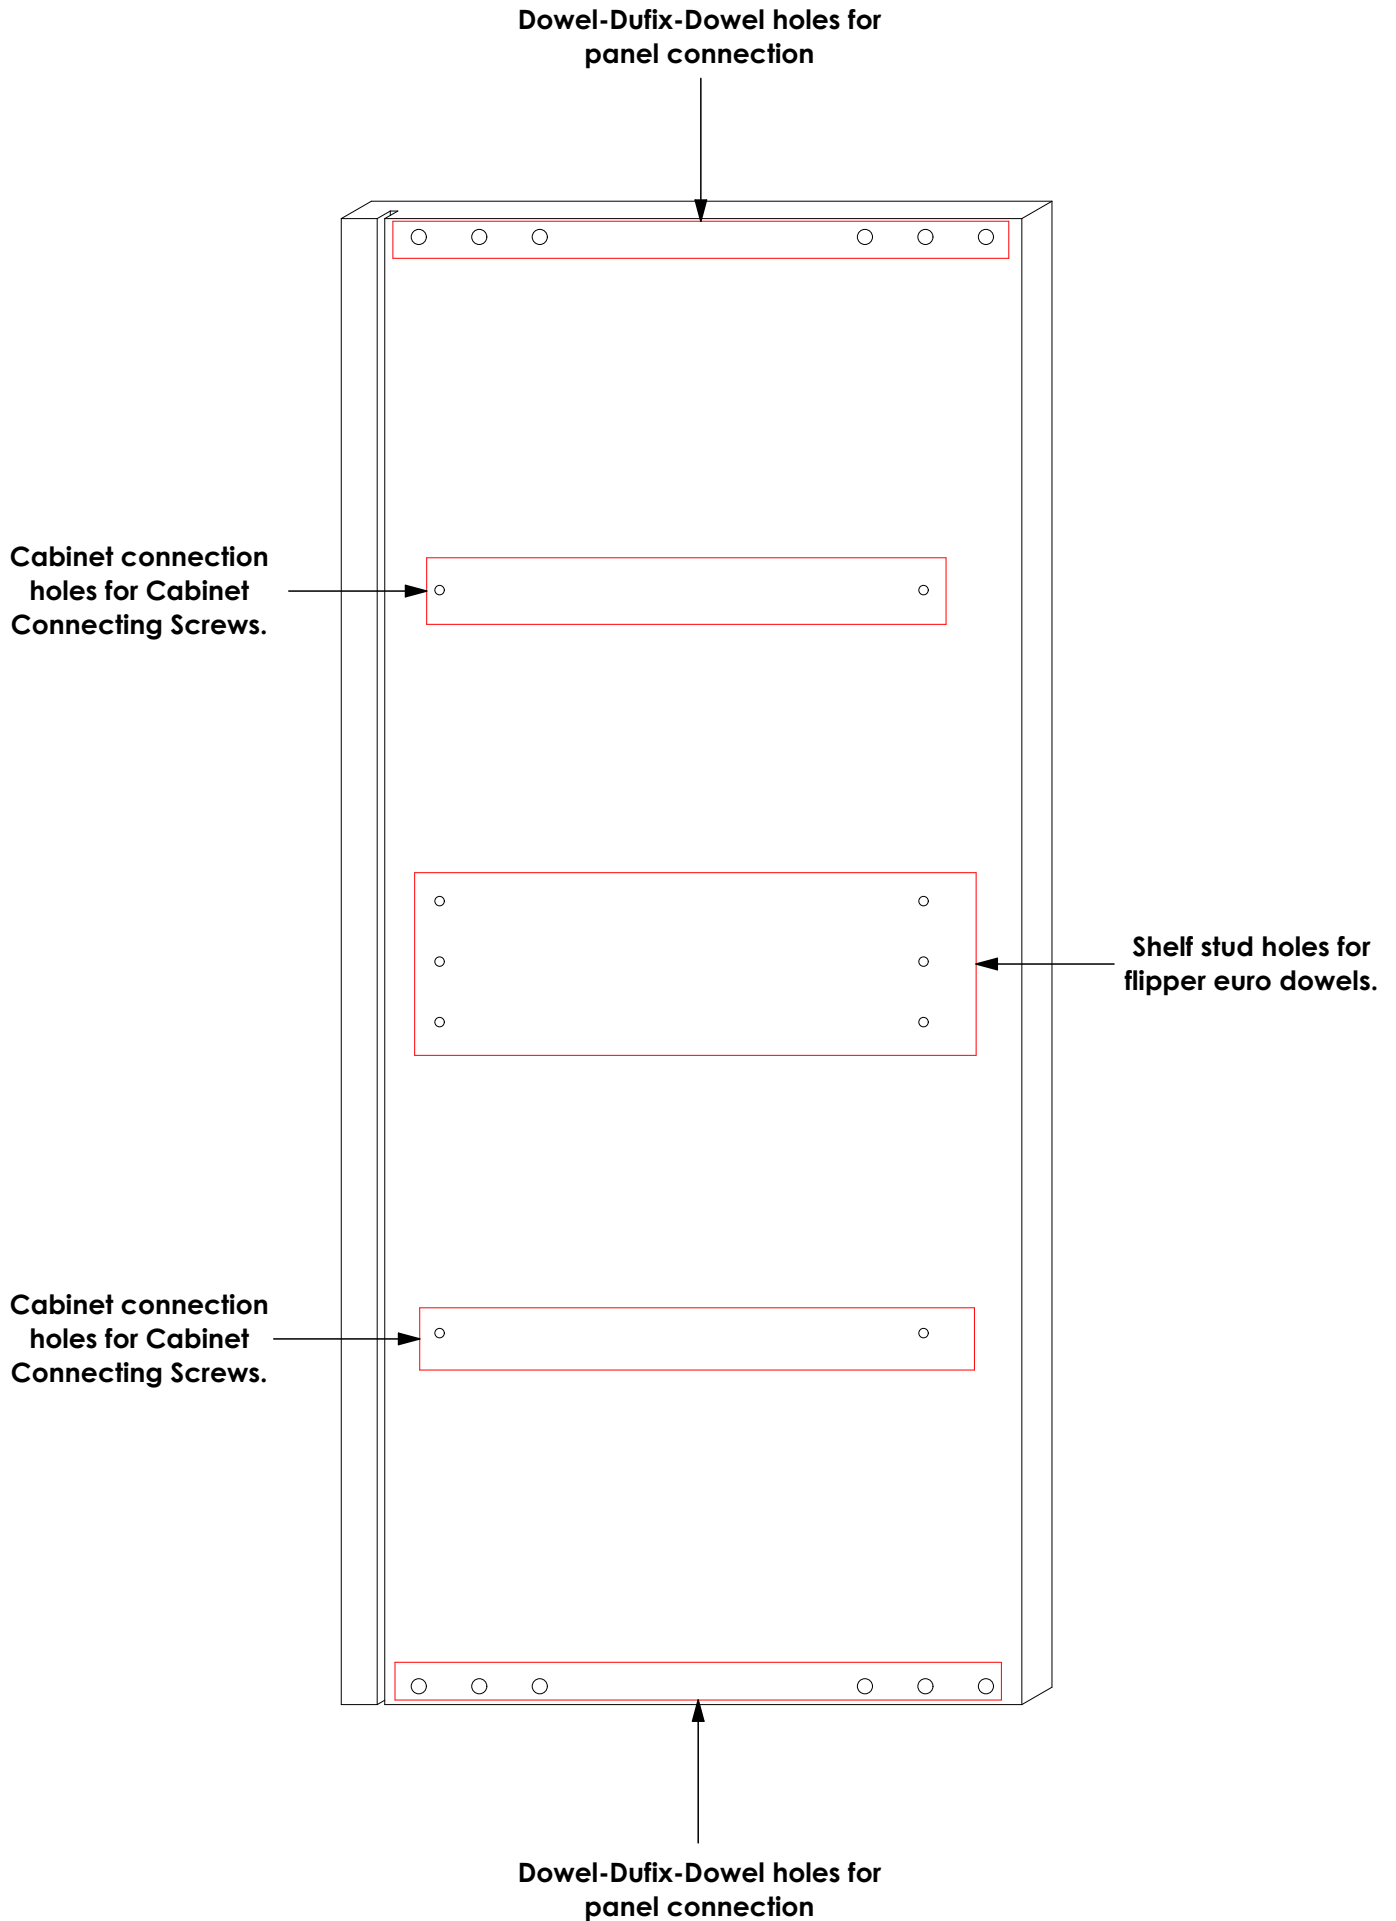 Dowel-Dufix-Dowel holes for
panel connection
Cabinet connection
holes for Cabinet
Connecting Screws.
Shelf stud holes for
flipper euro dowels.
Cabinet connection
holes for Cabinet
Connecting Screws.
Dowel-Dufix-Dowel holes for
panel connection